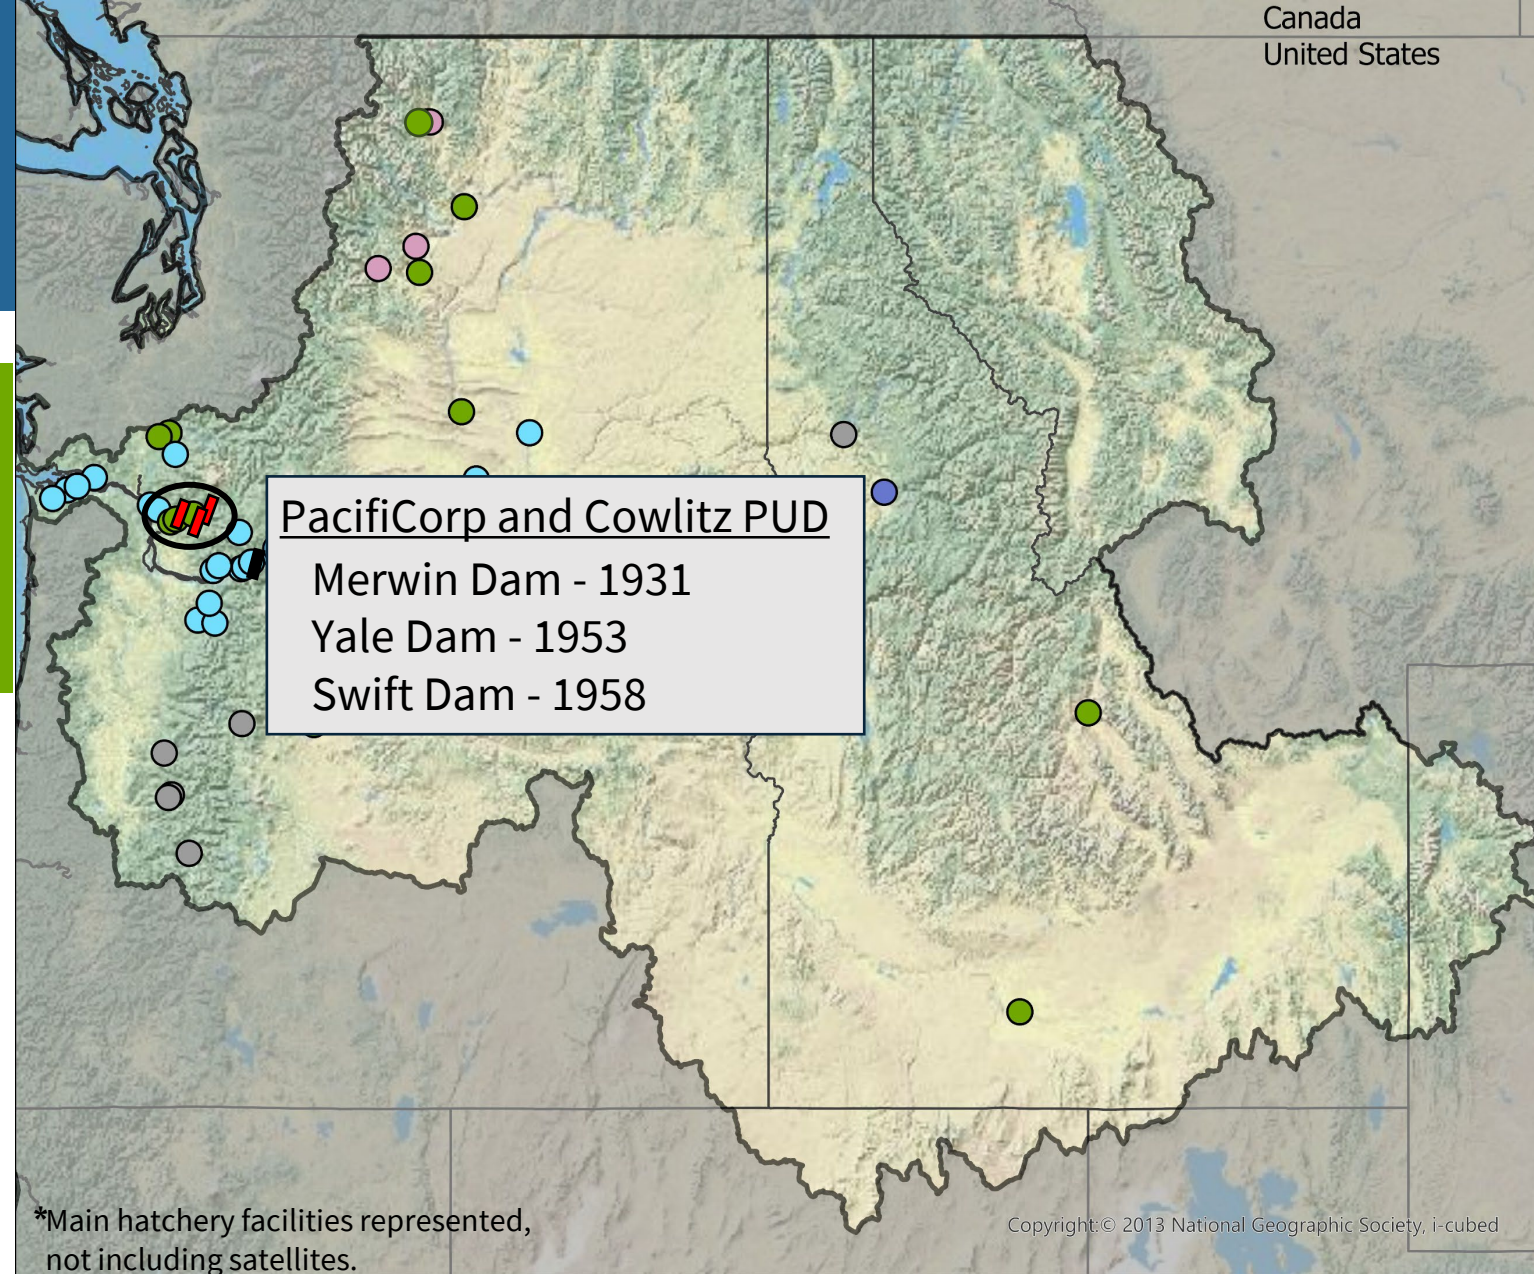 Canada
United States
PacifiCorp and Cowlitz PUD
Merwin Dam - 1931
Yale Dam - 1953
Swift Dam - 1958
*Main hatchery facilities represented,
not including satellites.
Copyright:© 2013 National Geographic Society, i-cubed